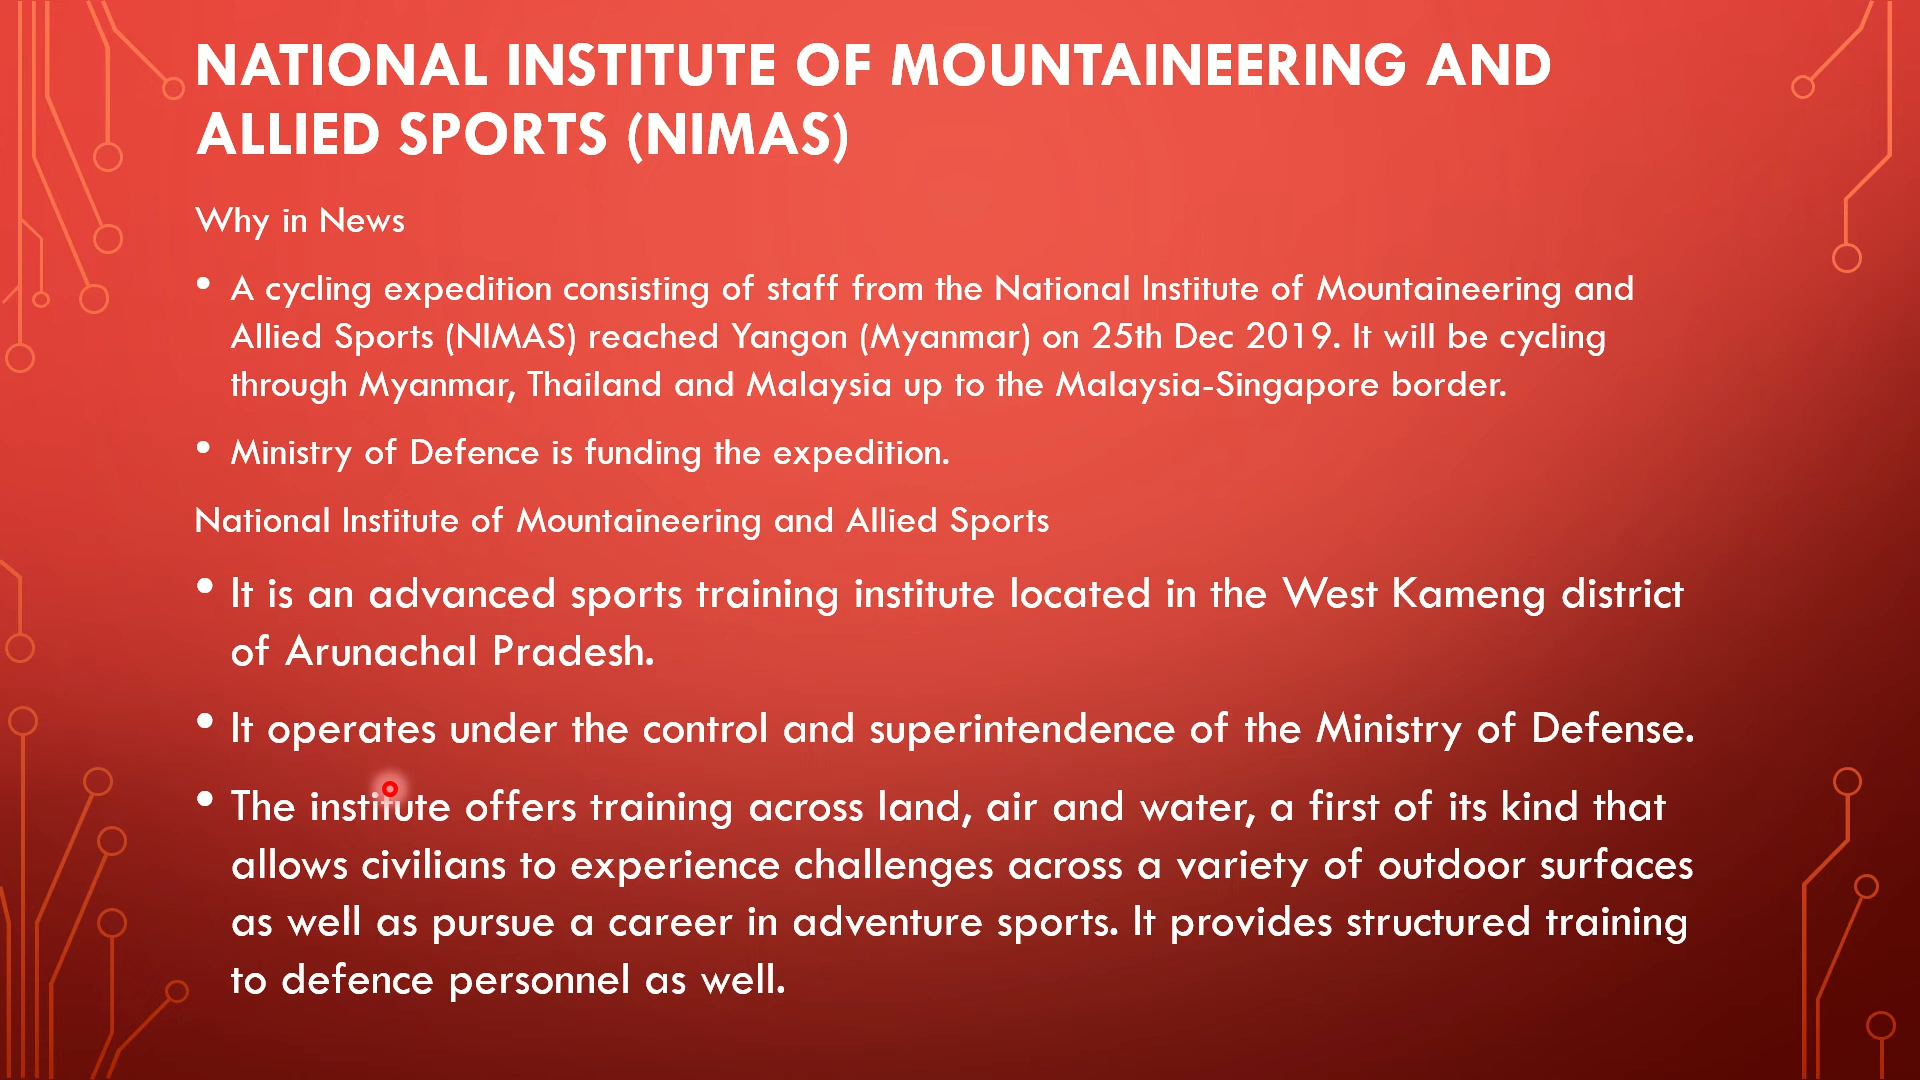 NATIONAL INSTITUTE OF MOUNTAINEERING AND
ALLIED SPORTS (NIMAS)
Why in News
• A cycling expedition consisting of staff from the National Institute of Mountaineering and
Allied Sports (NIMAS) reached Yangon (Myanmar) on 25th Dec 2019. It will be cycling
through Myanmar, Thailand and Malaysia up to the Malaysia-Singapore border.
• Ministry of Defence is funding the expedition.
National Institute of Mountaineering and Allied Sports
• It is an advanced sports training institute located in the West Kameng district
of Arunachal Pradesh.
• It operates under the control and superintendence of the Ministry of Defense.
• The institute offers training across land, air and water, a first of its kind that
allows civilians to experience challenges across a variety of outdoor surfaces
as well as pursue a career in adventure sports. It provides structured training
to defence personnel as well.